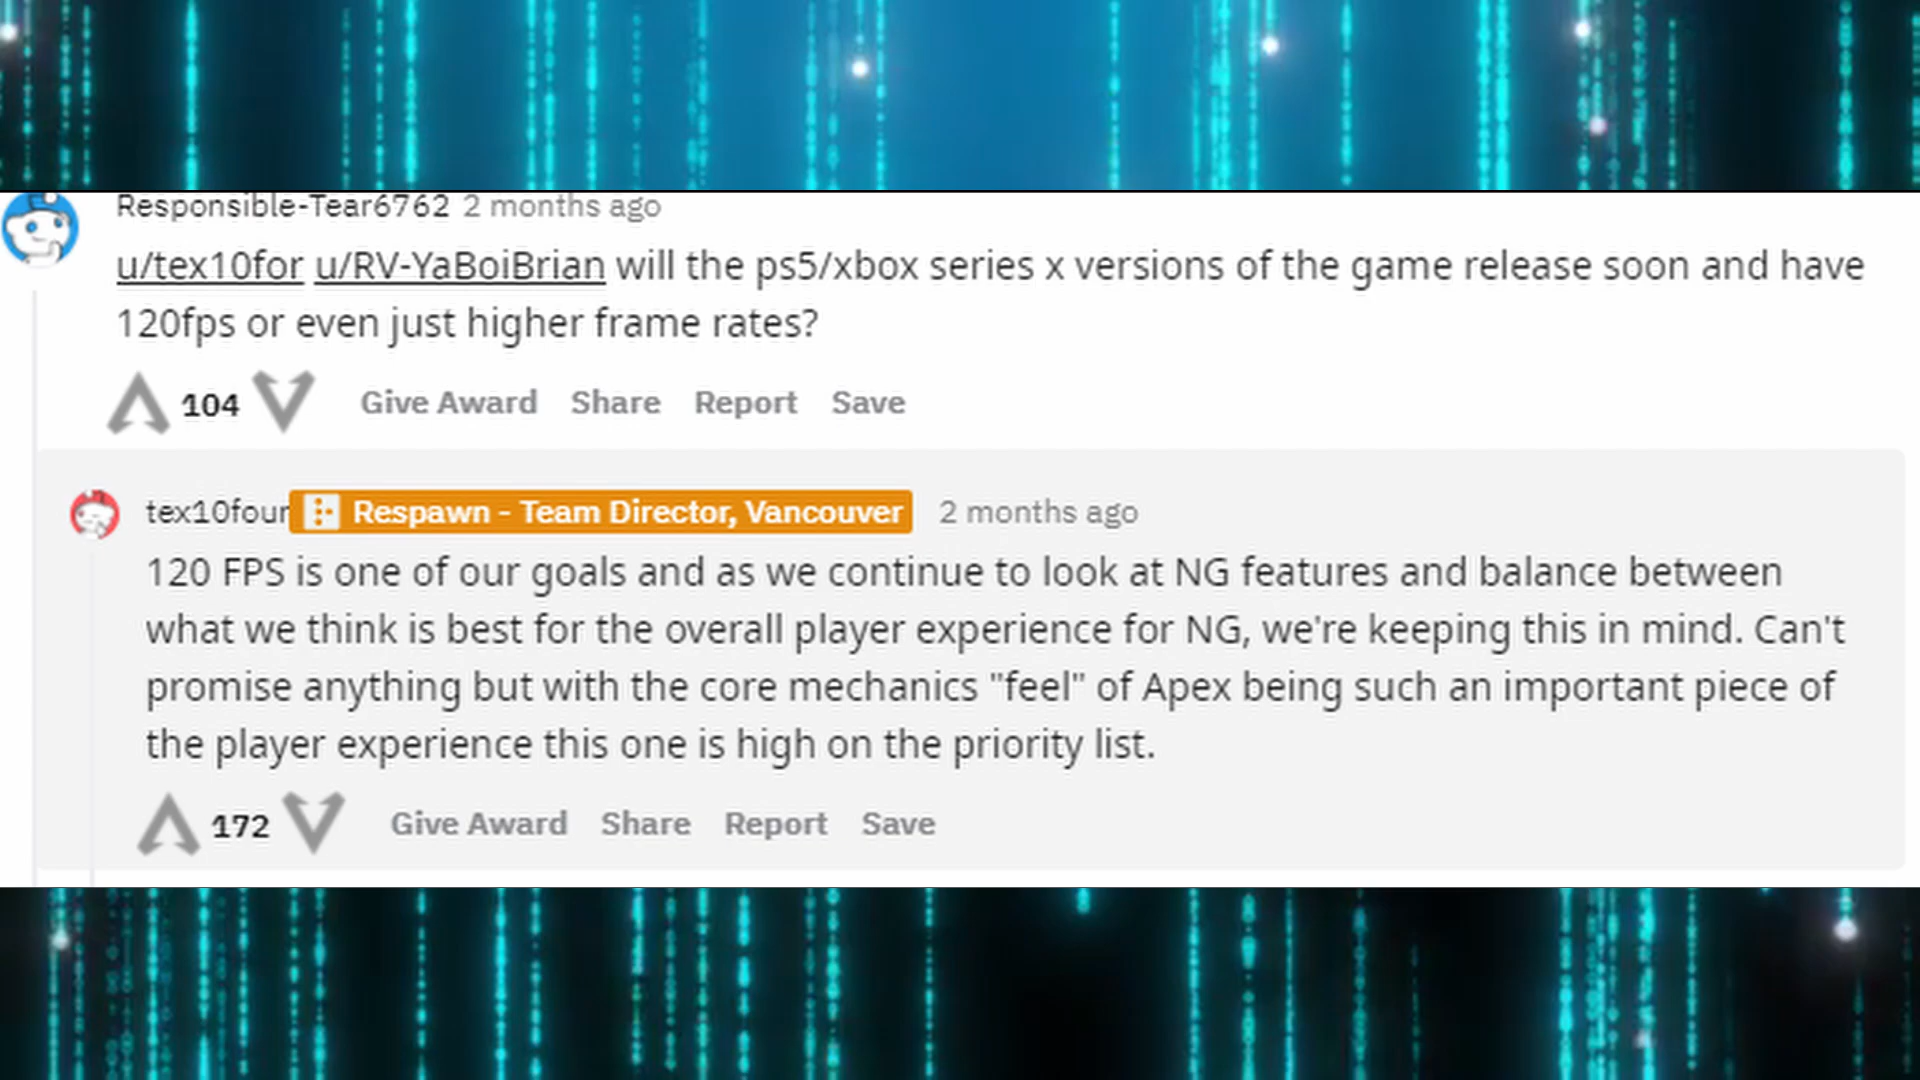 Responsible-Tear6762 2 months ago
u/tex10for u/RV-YaBoiBrian will the ps5/xbox series x versions of the game release soon and have
120fps or even just higher frame rates?
104 Give Award Share Report Save
tex10four Respawn - Team Director, Vancouver 2 months ago
120 FPS is one of our goals and as we continue to look at NG features and balance between
what we think is best for the overall player experience for NG, we're keeping this in mind. Can't
promise anything but with the core mechanics "feel" of Apex being such an important piece of
the player experience this one is high on the priority list.
172 Give Award Share Report Save